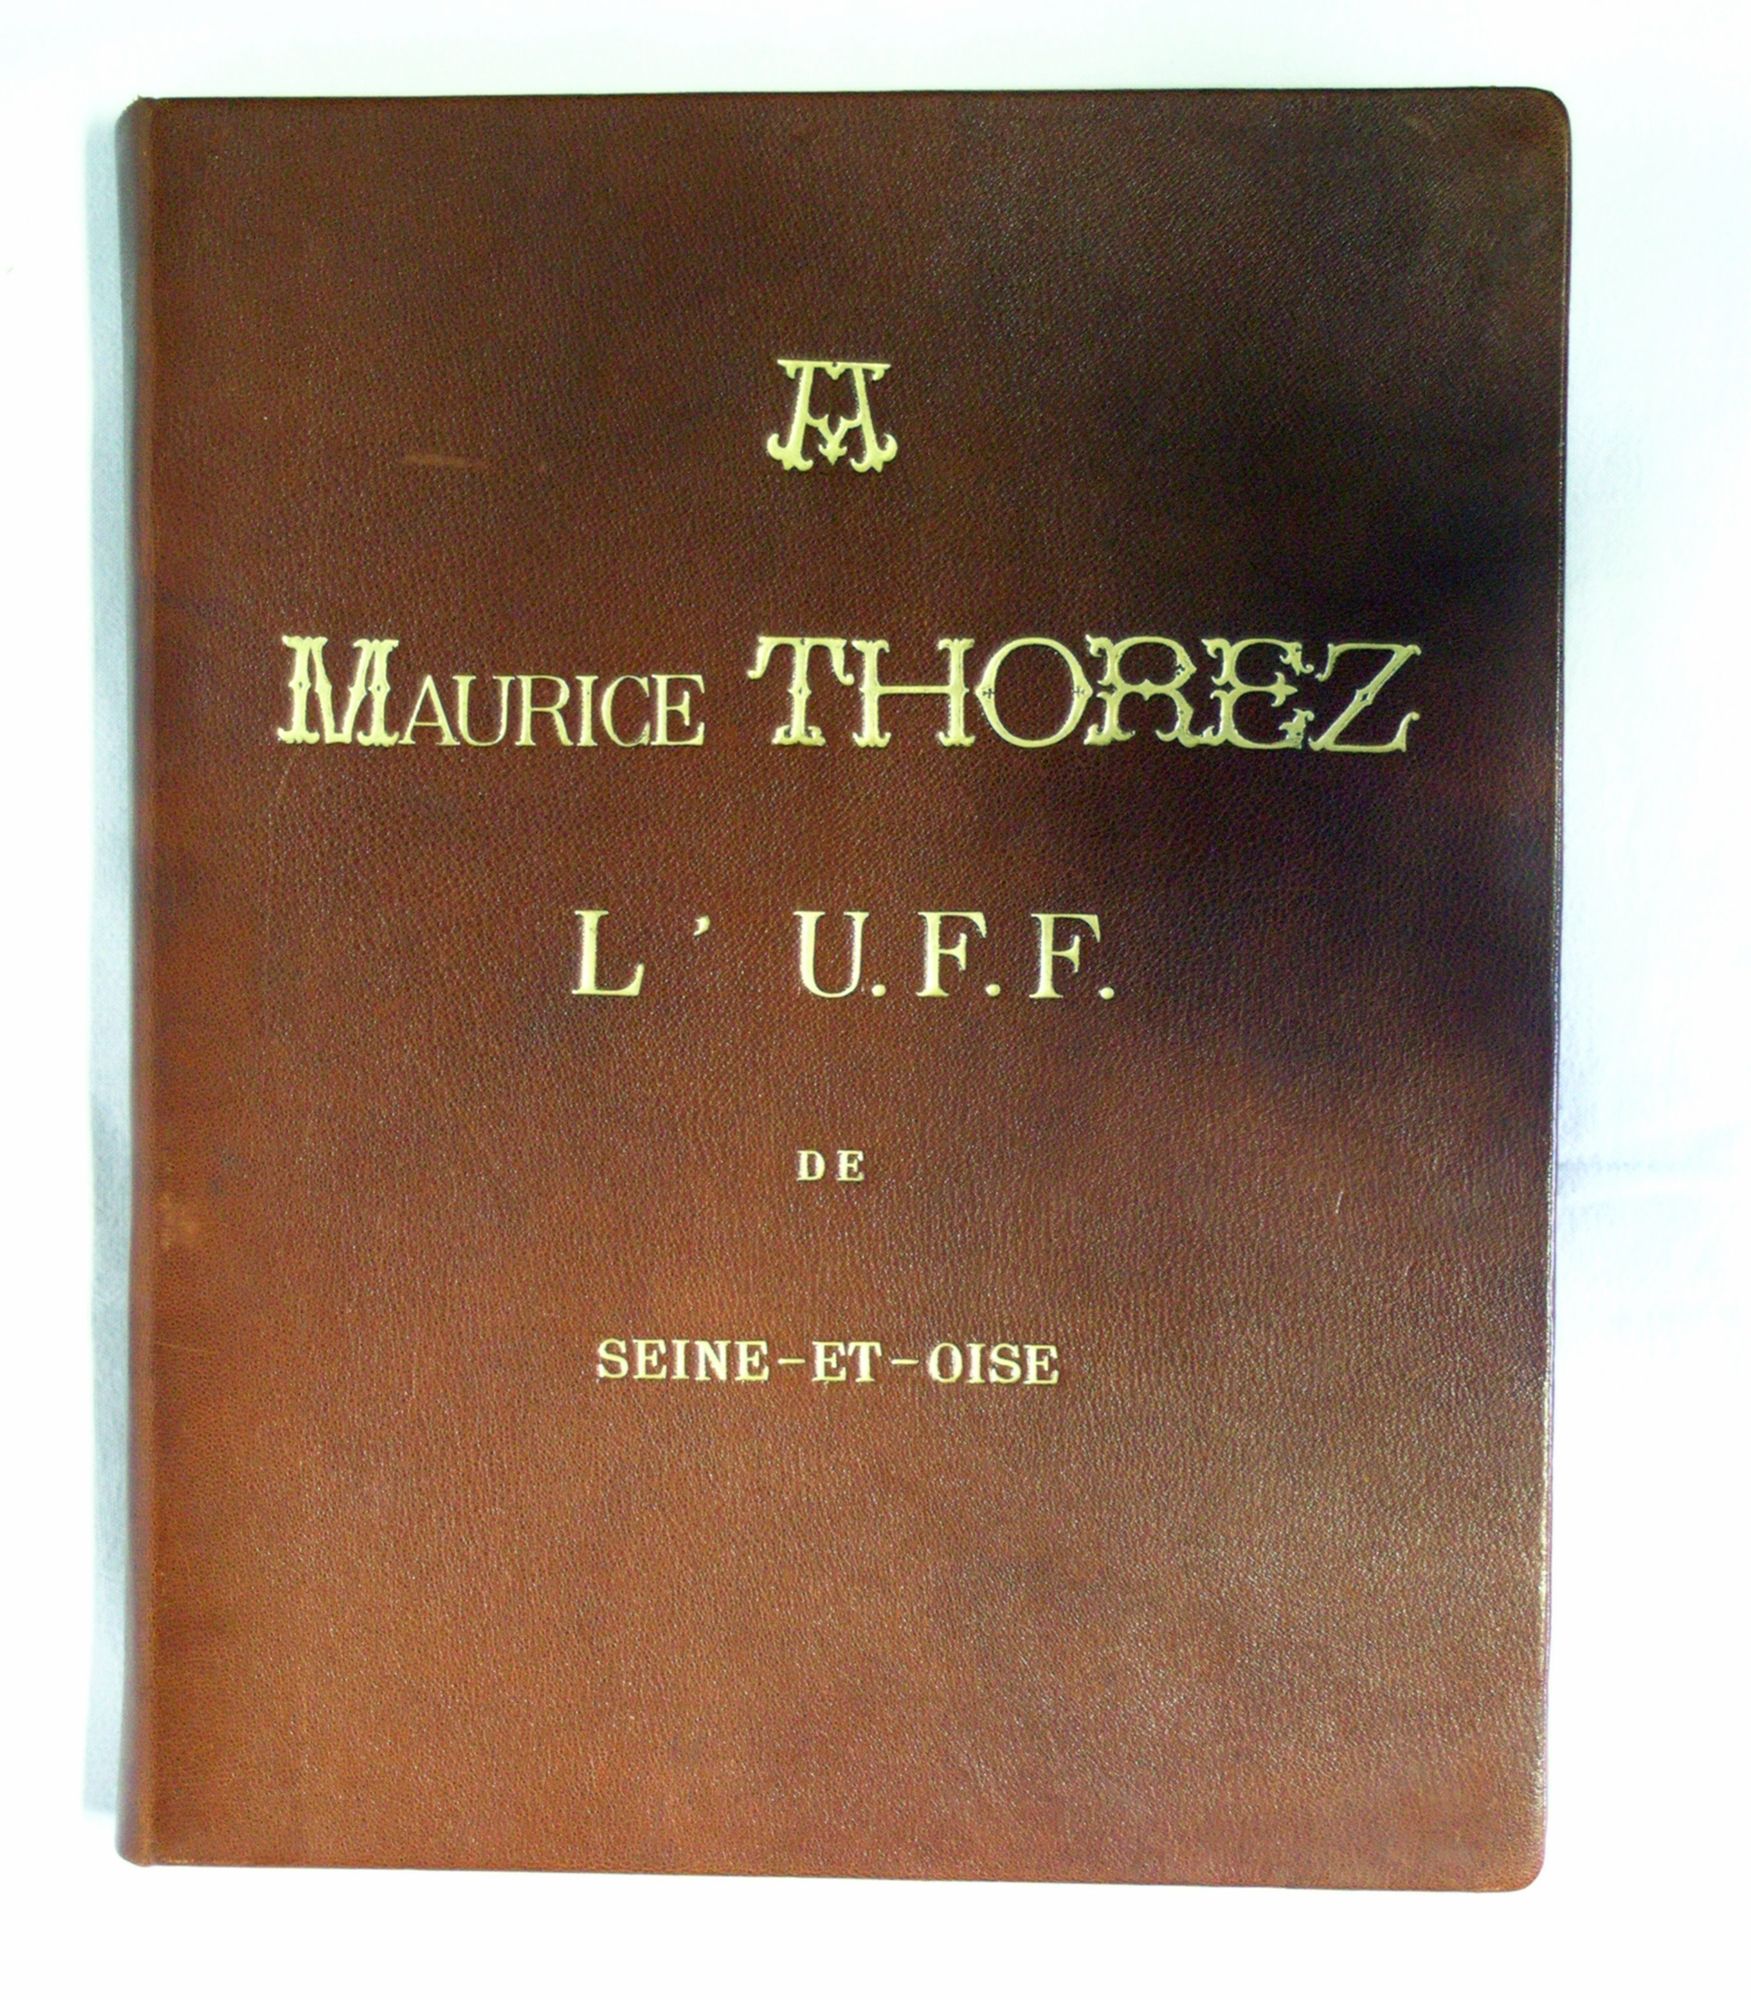 A
MAURICE THOREZ
L' U.F.F.
DE
SEINE-ET-OISE